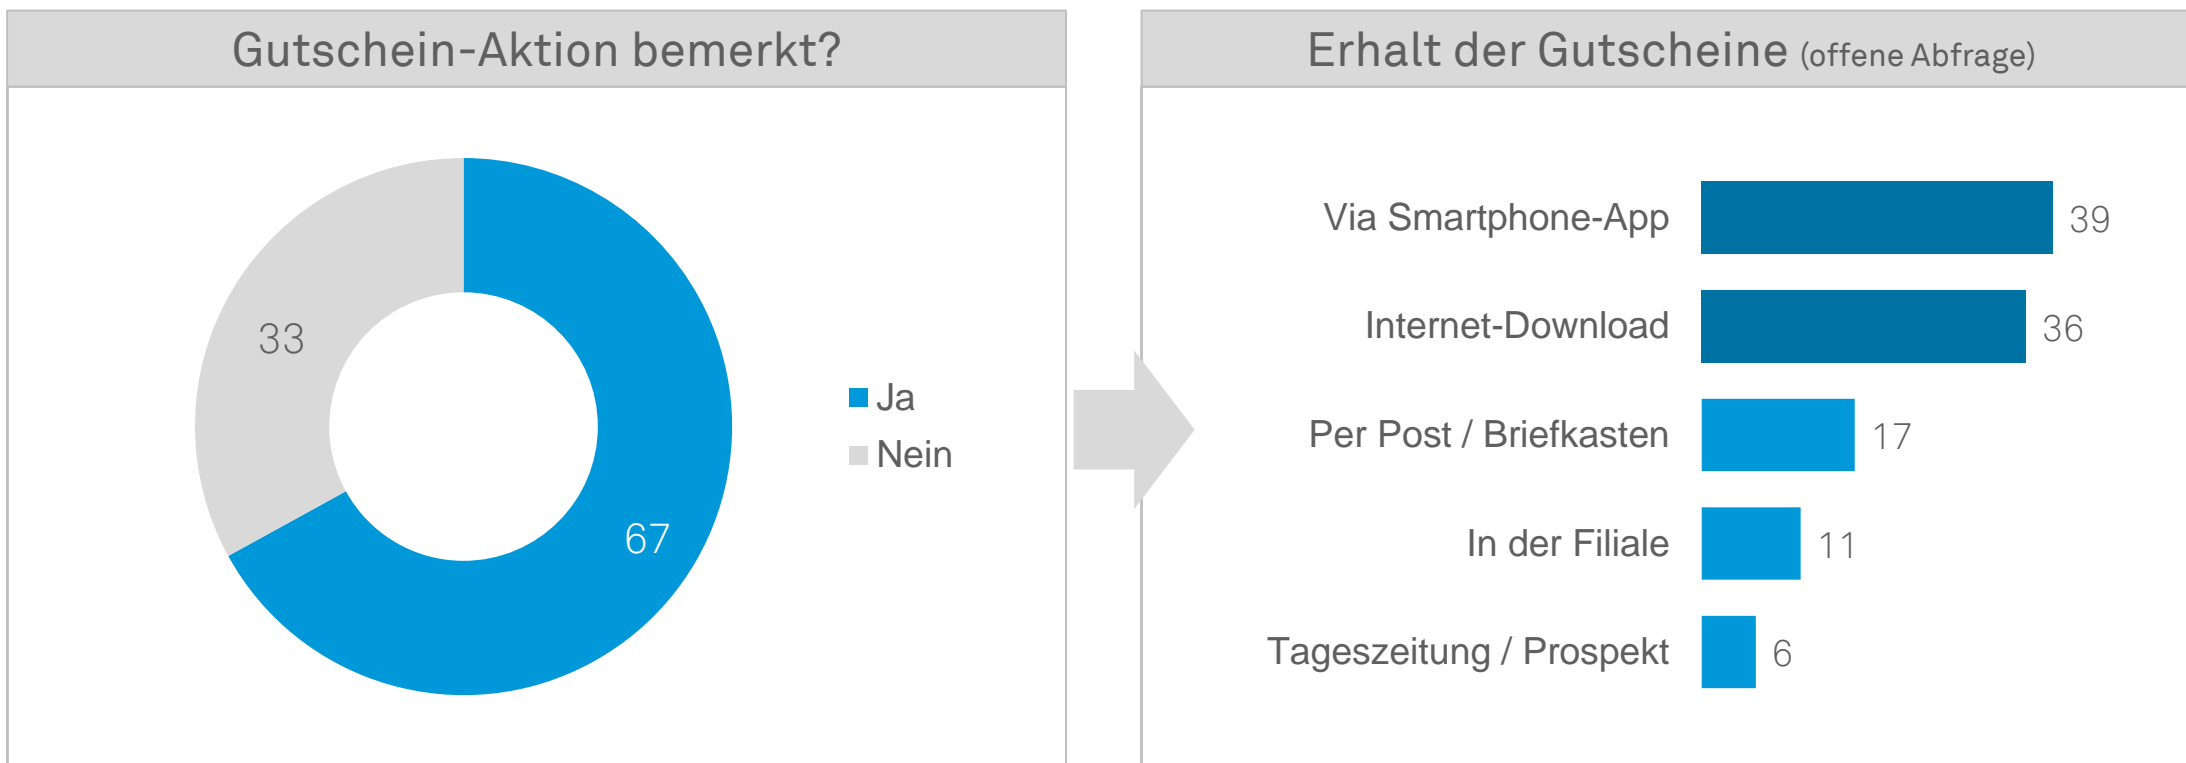 Gutschein-Aktion bemerkt?
33
67
Ja
Nein
Erhalt der Gutscheine (offene Abfrage)
Via Smartphone-App 39
Internet-Download 36
Per Post / Briefkasten 17
In der Filiale 11
Tageszeitung / Prospekt 6